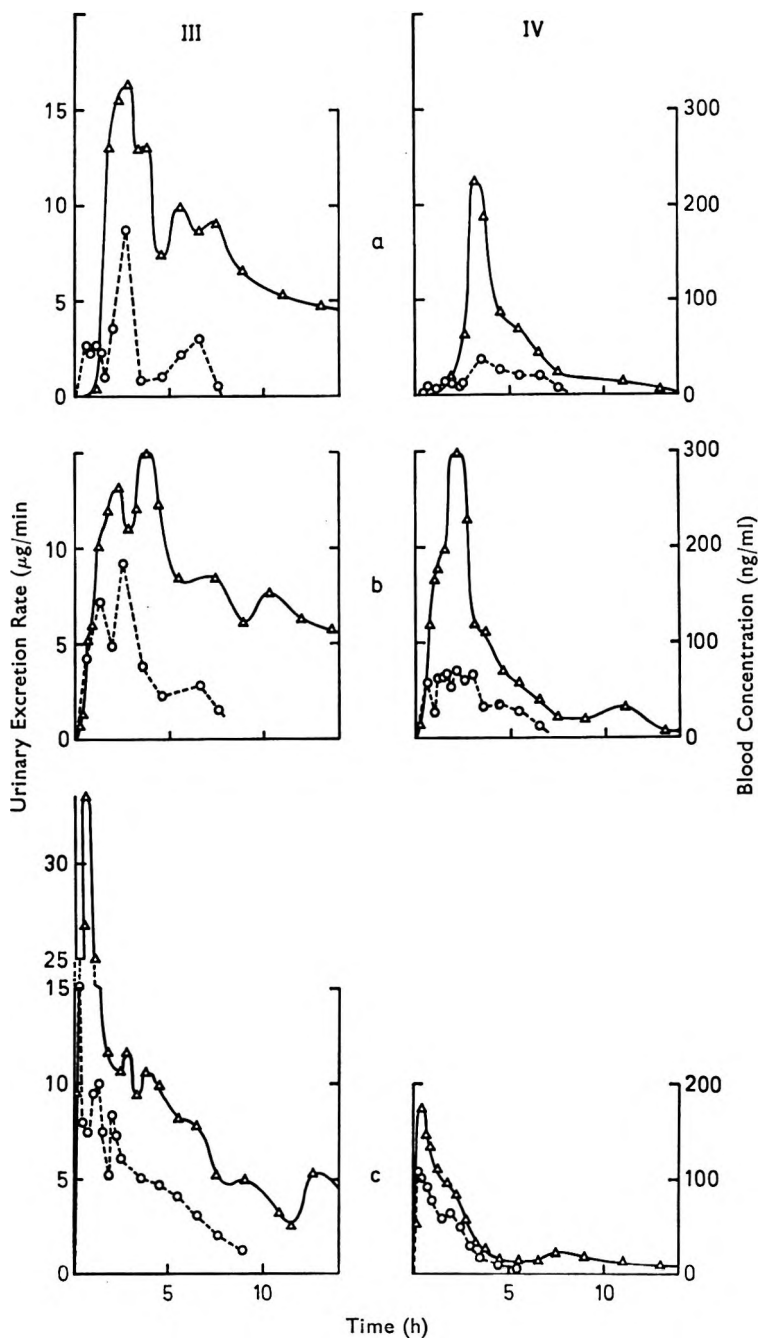 III IV
15 300
10 200
a
5 100
0 0
300
10 200
b
5 100
0 0
Urinary Excretion Rate (μg/min
Blood Concentration (ng/ml)
30
25
15
10 200
c
5 100
0 0
5 10 5 10
Time (h)